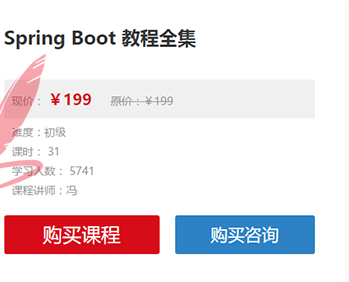 Spring Boot 教程全集
现价： ￥199 原价：￥199
难度：初级
课时： 31
学习人数： 5741
课程讲师：冯
购买课程 购买咨询